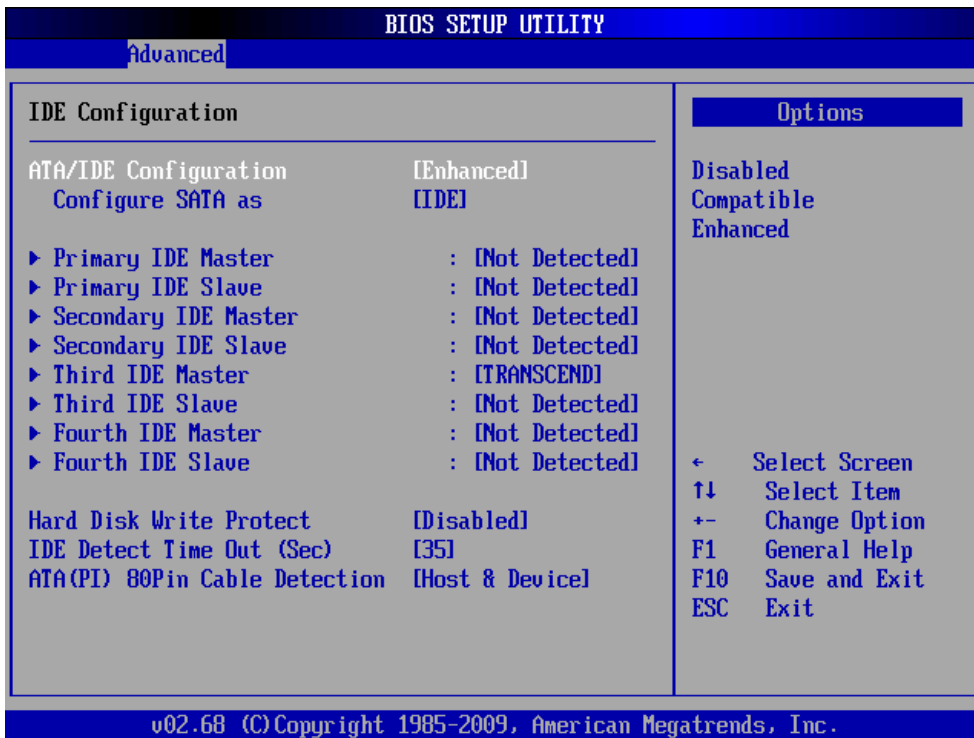 BIOS SETUP UTILITY
Advanced
IDE Configuration
ATA/IDE Configuration [Enhanced]
Configure SATA as [IDE]
▶ Primary IDE Master : [Not Detected]
▶ Primary IDE Slave : [Not Detected]
▶ Secondary IDE Master : [Not Detected]
▶ Secondary IDE Slave : [Not Detected]
▶ Third IDE Master : [TRANSCEND]
▶ Third IDE Slave : [Not Detected]
▶ Fourth IDE Master : [Not Detected]
▶ Fourth IDE Slave : [Not Detected]
Hard Disk Write Protect [Disabled]
IDE Detect Time Out (Sec) [35]
ATA(PI) 80Pin Cable Detection [Host & Device]
Options
Disabled
Compatible
Enhanced
← Select Screen
↑↓ Select Item
+- Change Option
F1 General Help
F10 Save and Exit
ESC Exit
v02.68 (C)Copyright 1985-2009, American Megatrends, Inc.